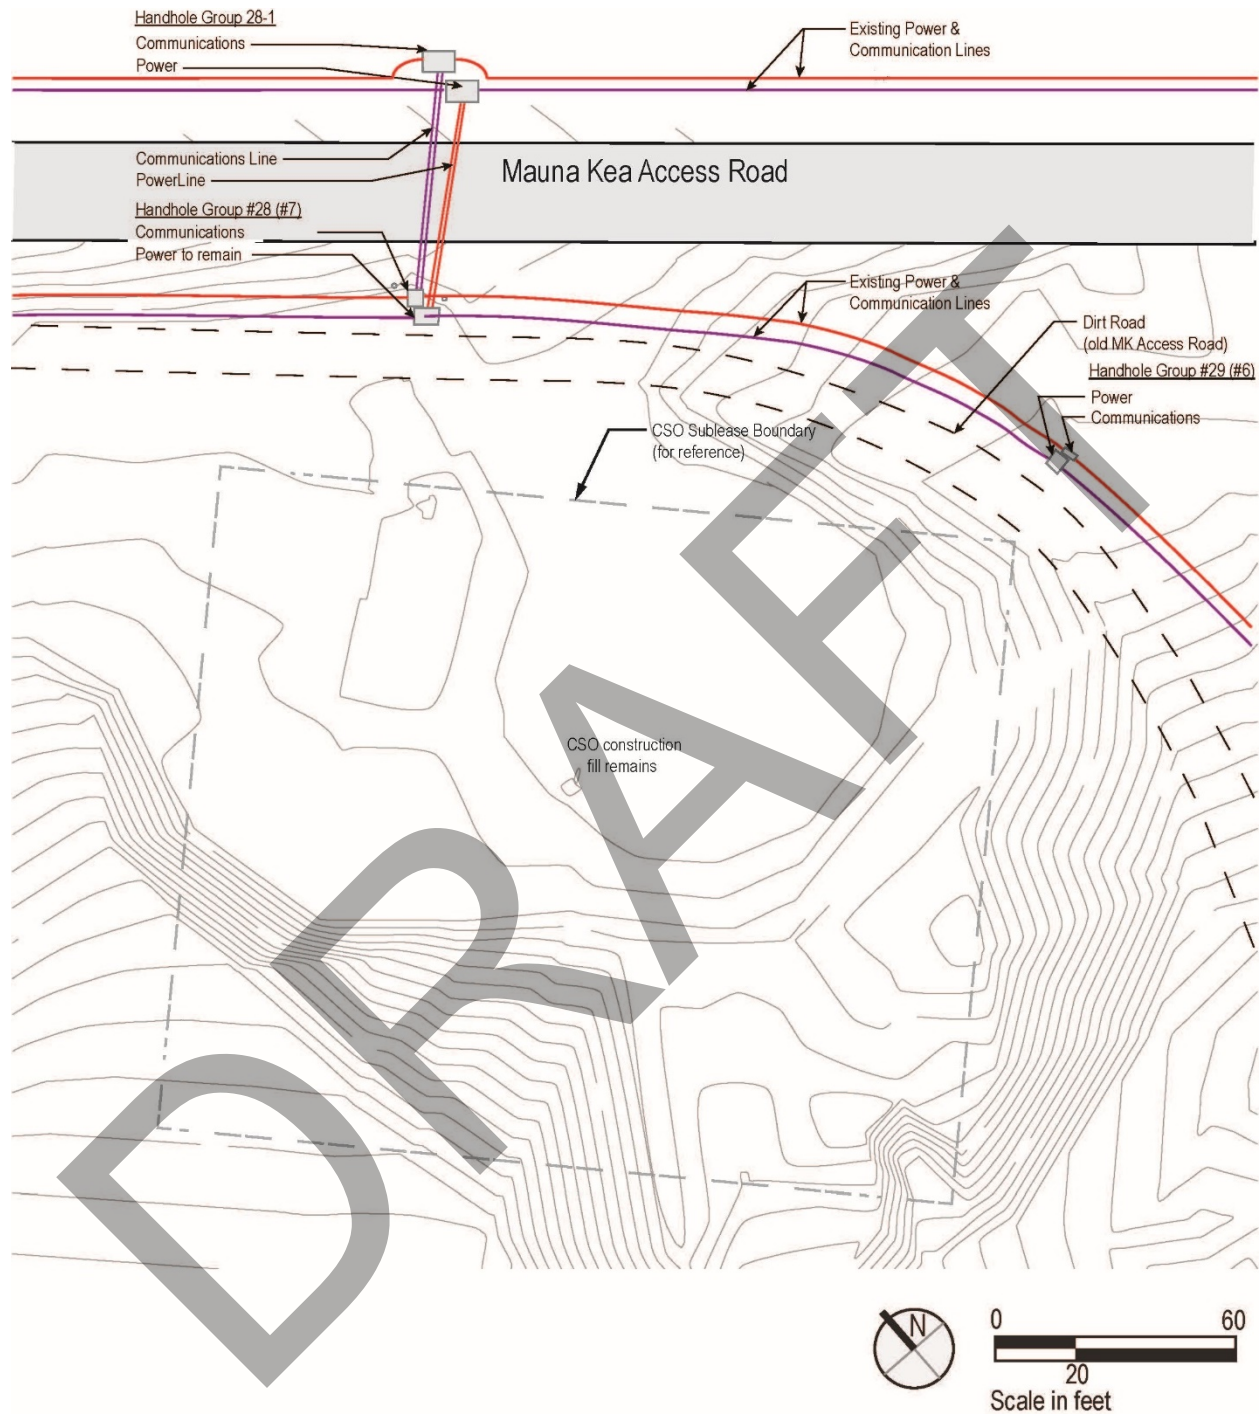 Handhole Group 28-1
Communications
Power
Existing Power &
Communication Lines
Communications Line
PowerLine
Mauna Kea Access Road
Handhole Group #28 (#7)
Communications
Power to remain
Existing Power &
Communication Lines
Dirt Road
(old MK Access Road)
Handhole Group #29 (#6)
Power
Communications
CSO Sublease Boundary
(for reference)
CSO construction
fill remains
DRAFT
N
0 60
20
Scale in feet